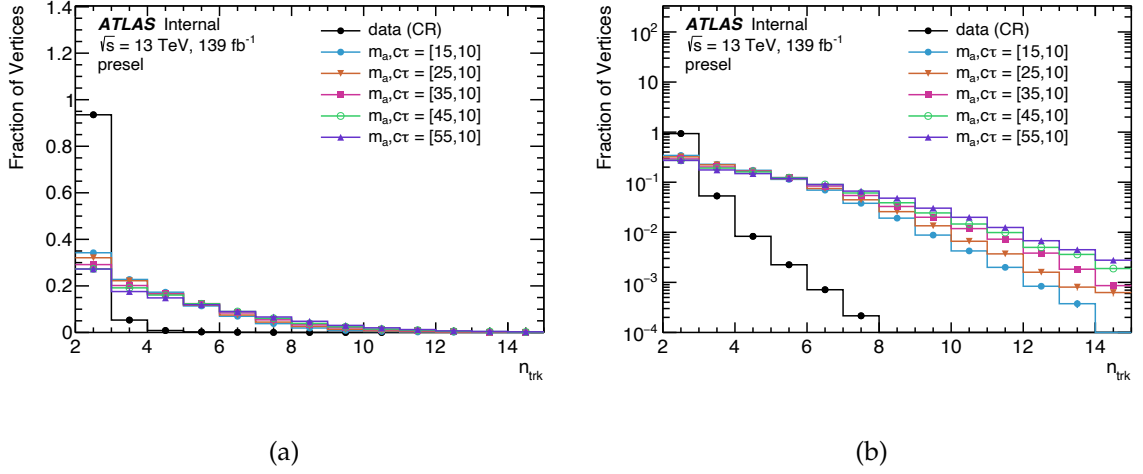 Fraction of Vertices
1.4
1.2
1
0.8
0.6
0.4
0.2
0
ATLAS Internal
√s = 13 TeV, 139 fb⁻¹
presel
data (CR)
mₐ,cτ = [15,10]
mₐ,cτ = [25,10]
mₐ,cτ = [35,10]
mₐ,cτ = [45,10]
mₐ,cτ = [55,10]
2 4 6 8 10 12 14
n_trk
(a)
Fraction of Vertices
10²
10
1
10⁻¹
10⁻²
10⁻³
10⁻⁴
ATLAS Internal
√s = 13 TeV, 139 fb⁻¹
presel
data (CR)
mₐ,cτ = [15,10]
mₐ,cτ = [25,10]
mₐ,cτ = [35,10]
mₐ,cτ = [45,10]
mₐ,cτ = [55,10]
2 4 6 8 10 12 14
n_trk
(b)